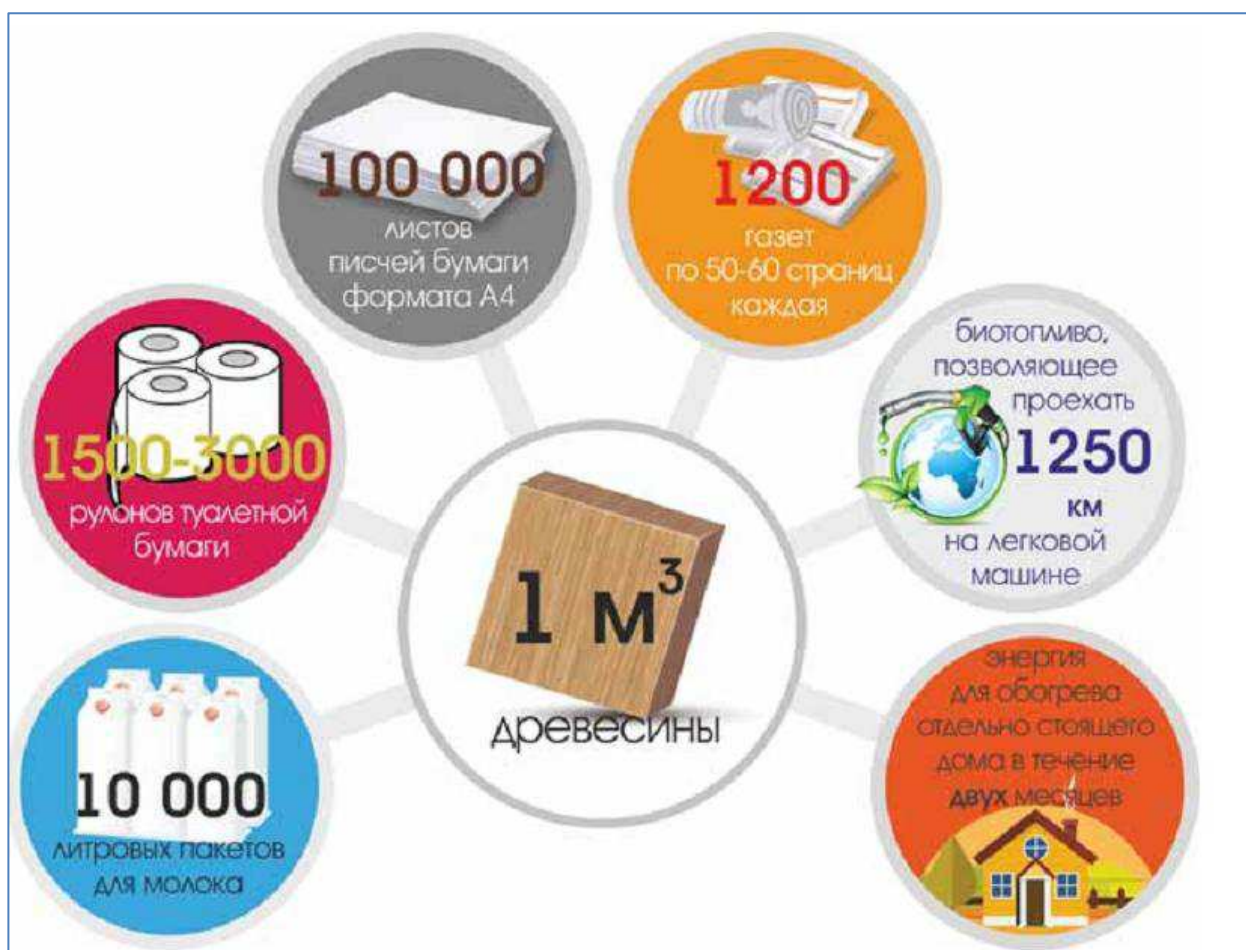 100 000
листов
писчей бумаги
формата А4
1200
газет
по 50-60 страниц
каждая
1500-3000
рулонов туалетной
бумаги
биотопливо,
позволяющее
проехать
1250
км
на легковой
машине
1 м³
древесины
10 000
литровых пакетов
для молока
энергия
для обогрева
отдельно стоящего
дома в течение
двух месяцев